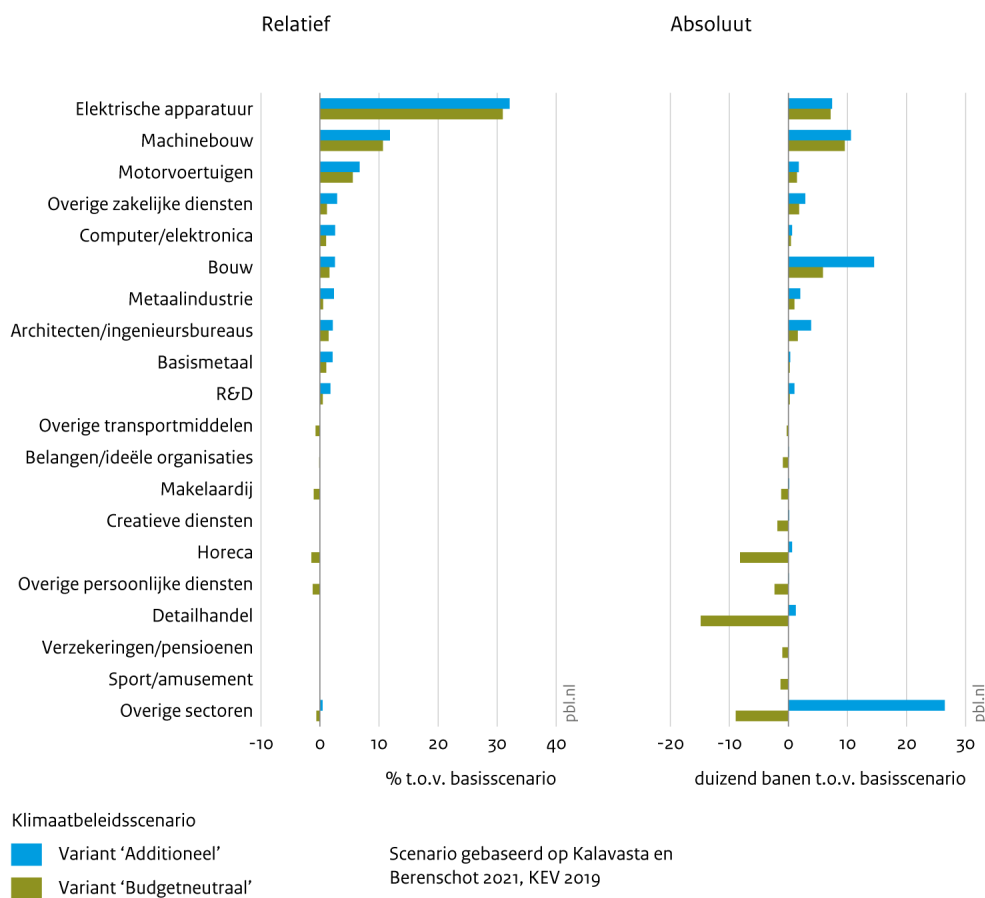 Relatief
Absoluut
Elektrische apparatuur
Machinebouw
Motorvoertuigen
Overige zakelijke diensten
Computer/elektronica
Bouw
Metaalindustrie
Architecten/ingenieursbureaus
Basismetaal
R&D
Overige transportmiddelen
Belangen/ideële organisaties
Makelaardij
Creatieve diensten
Horeca
Overige persoonlijke diensten
Detailhandel
Verzekeringen/pensioenen
Sport/amusement
Overige sectoren
pbl.nl
pbl.nl
-10 0 10 20 30 40
-20 -10 0 10 20 30
% t.o.v. basisscenario
duizend banen t.o.v. basisscenario
Klimaatbeleidsscenario
Variant ‘Additioneel’
Variant ‘Budgetneutraal’
Scenario gebaseerd op Kalavasta en
Berenschot 2021, KEV 2019